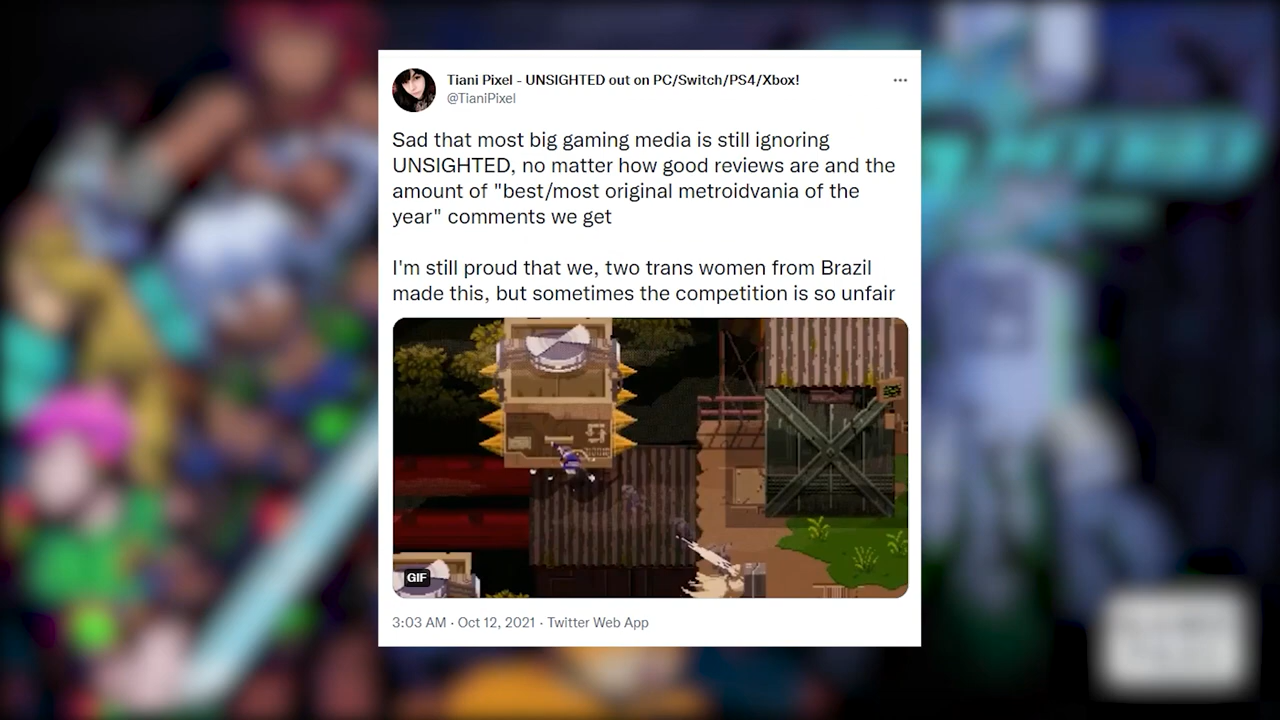 Tiani Pixel - UNSIGHTED out on PC/Switch/PS4/Xbox!
@TianiPixel
Sad that most big gaming media is still ignoring
UNSIGHTED, no matter how good reviews are and the
amount of "best/most original metroidvania of the
year" comments we get
I'm still proud that we, two trans women from Brazil
made this, but sometimes the competition is so unfair
GIF
3:03 AM · Oct 12, 2021 · Twitter Web App